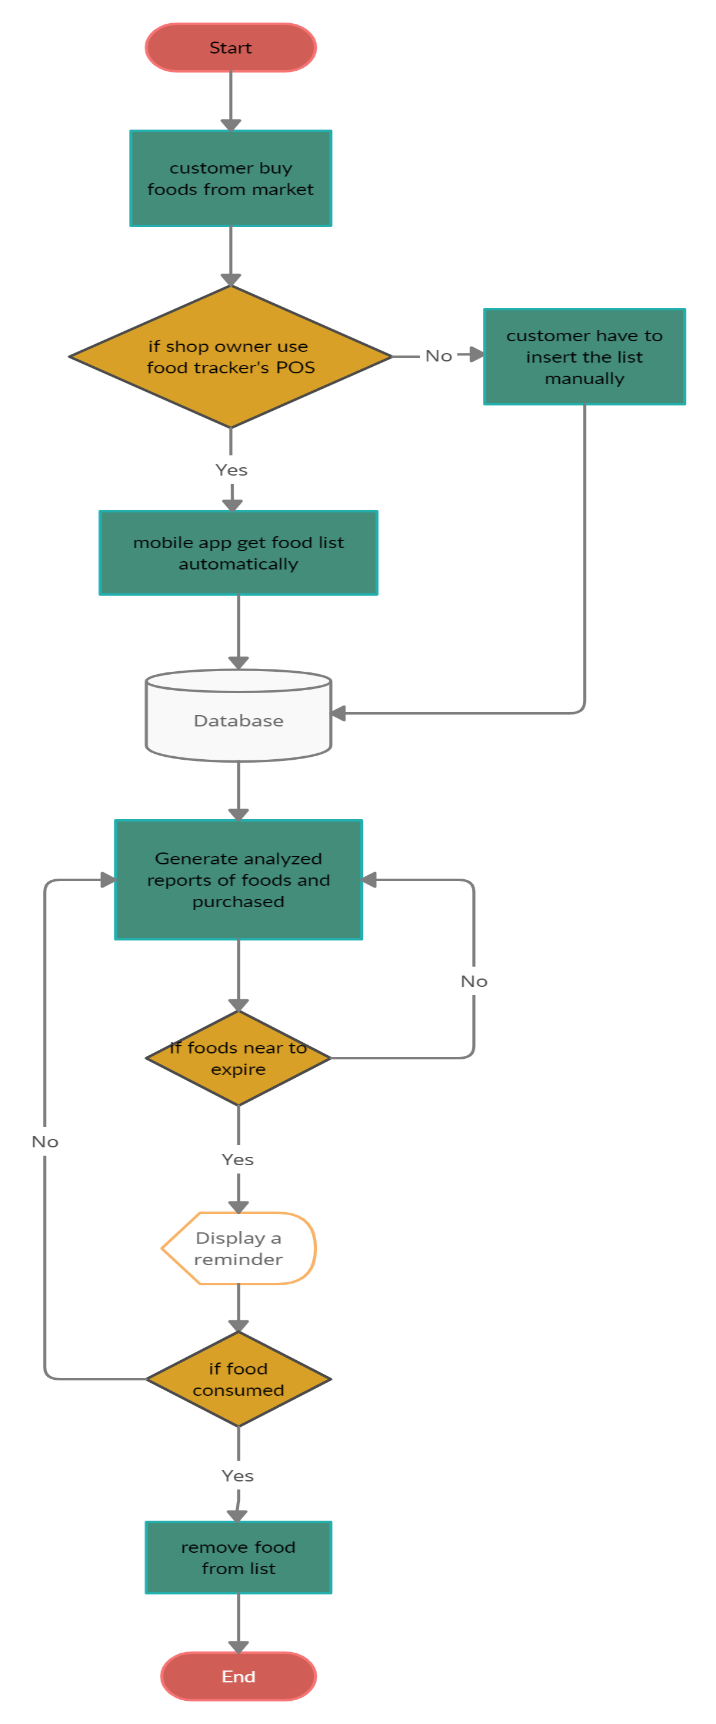 Start
customer buy
foods from market
if shop owner use
food tracker's POS
No
customer have to
insert the list
manually
Yes
mobile app get food list
automatically
Database
Generate analyzed
reports of foods and
purchased
No
if foods near to
expire
No
Yes
Display a
reminder
if food
consumed
Yes
remove food
from list
End